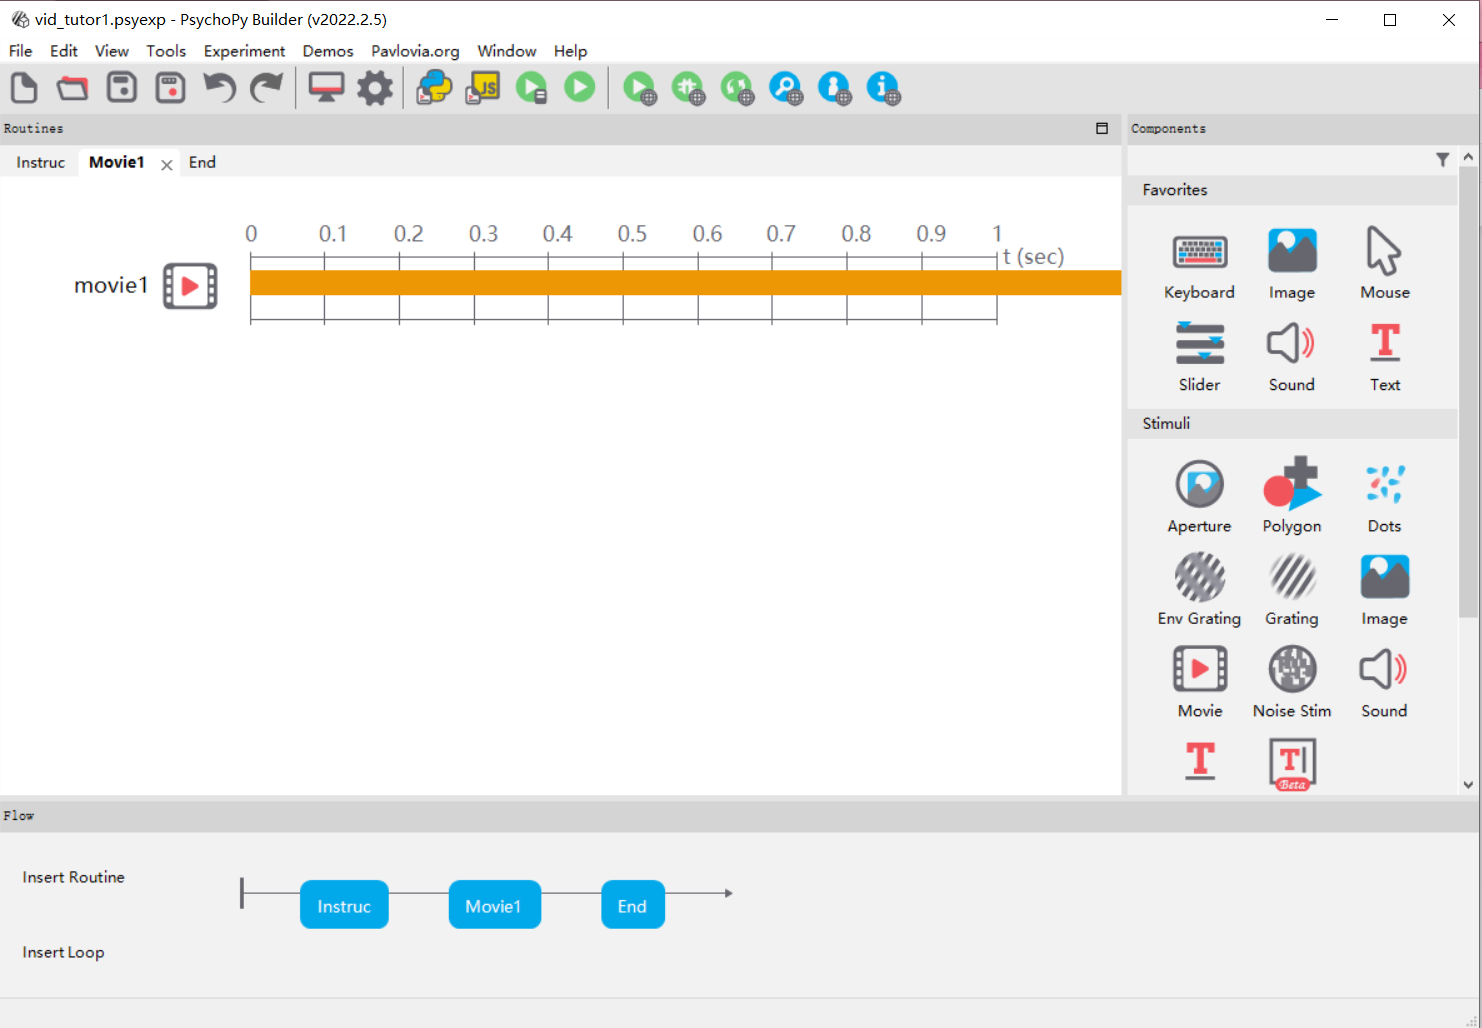 vid_tutor1.psyexp - PsychoPy Builder (v2022.2.5)
File Edit View Tools Experiment Demos Pavlovia.org Window Help
JS
Routines
Components
Instruc Movie1 End
Favorites
0 0.1 0.2 0.3 0.4 0.5 0.6 0.7 0.8 0.9 1
t (sec)
movie1
Keyboard Image Mouse
Slider Sound Text
Stimuli
Aperture Polygon Dots
Env Grating Grating Image
Movie Noise Stim Sound
Beta
Flow
Insert Routine
Instruc Movie1 End
Insert Loop